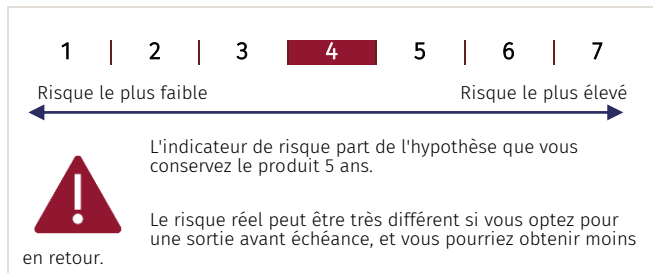 1 | 2 | 3 | 4 | 5 | 6 | 7
Risque le plus faible Risque le plus élevé
L'indicateur de risque part de l'hypothèse que vous
conservez le produit 5 ans.
Le risque réel peut être très différent si vous optez pour
une sortie avant échéance, et vous pourriez obtenir moins
en retour.